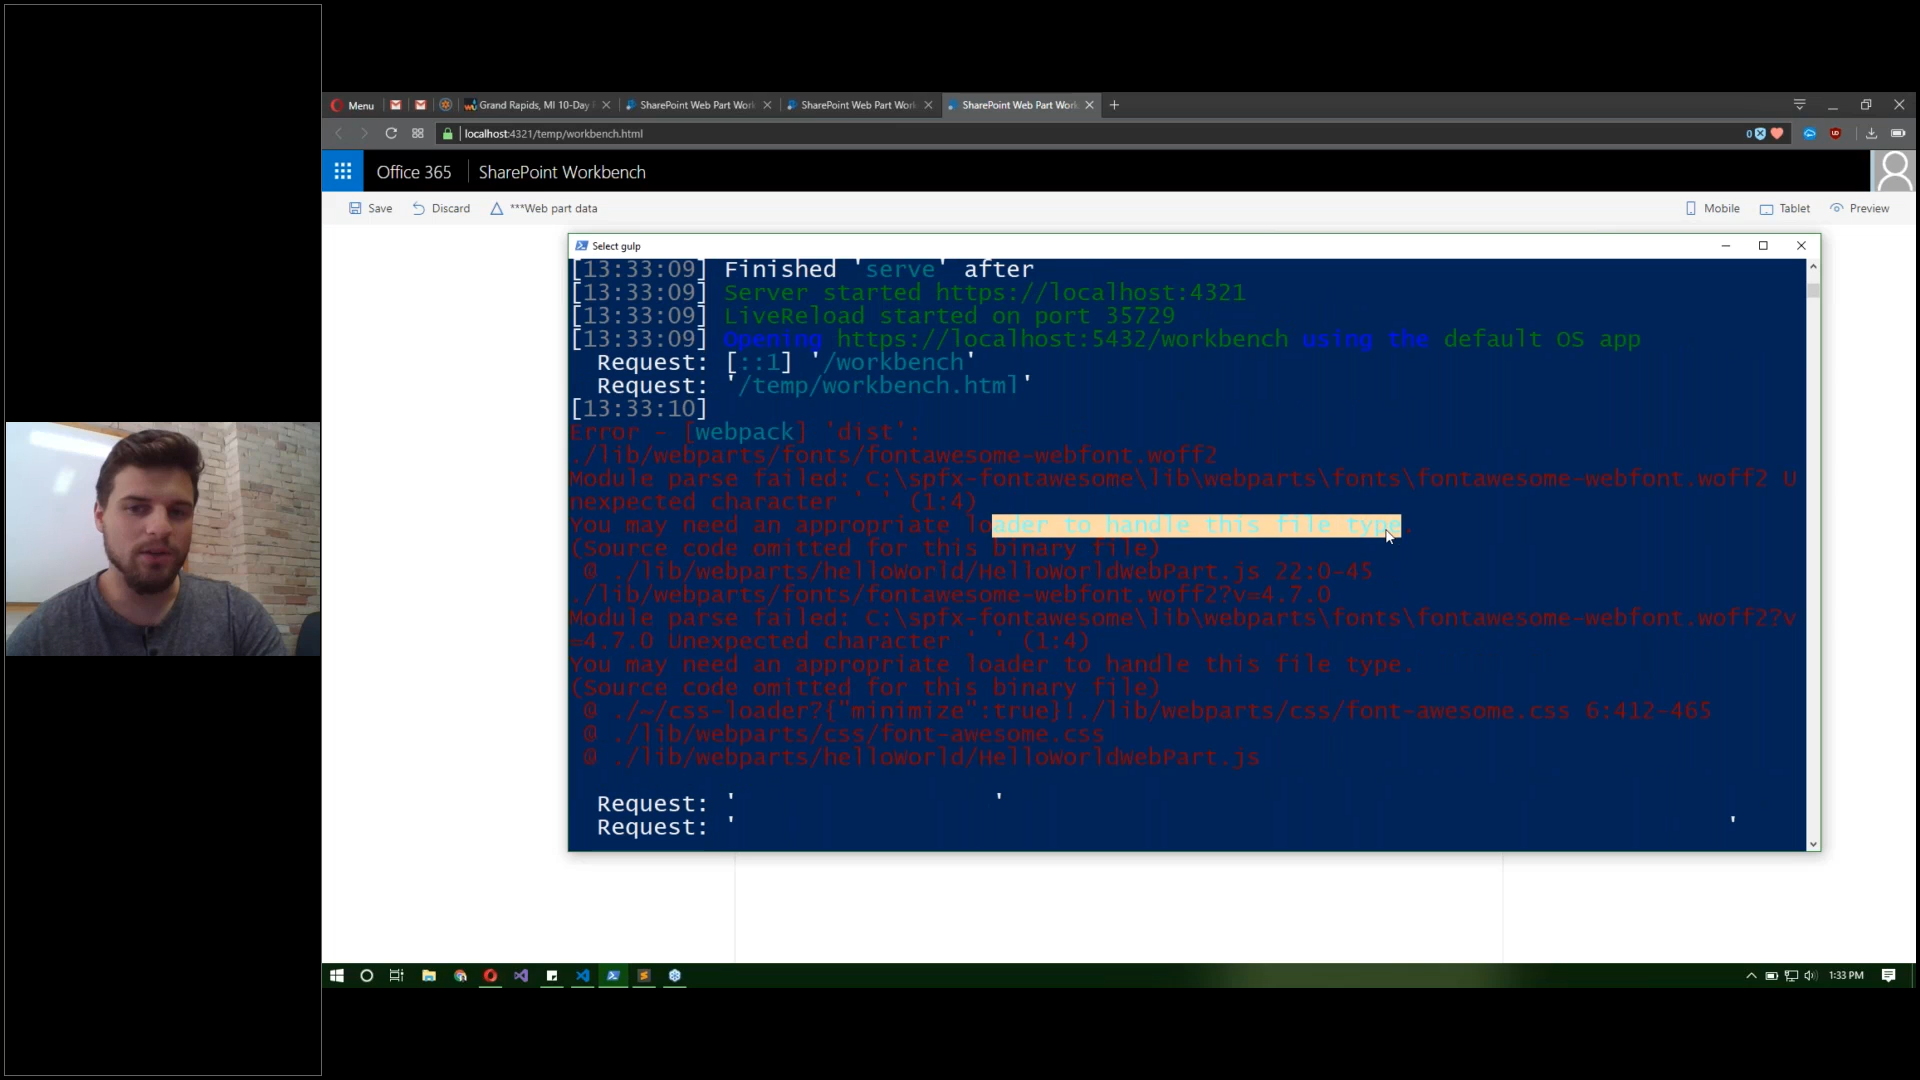 Menu
Grand Rapids, MI 10-Day
SharePoint Web Part Work
SharePoint Web Part Work
SharePoint Web Part Work
localhost:4321/temp/workbench.html
0
Office 365
SharePoint Workbench
Save
Discard
***Web part data
Mobile
Tablet
Preview
Select gulp
[13:33:09] Finished 'serve' after
[13:33:09] Server started https://localhost:4321
[13:33:09] LiveReload started on port 35729
[13:33:09] Opening https://localhost:5432/workbench using the default OS app
Request: [::1] '/workbench'
Request: '/temp/workbench.html'
[13:33:10]
Error - [webpack] 'dist':
./lib/webparts/fonts/fontawesome-webfont.woff2
Module parse failed: C:\spfx-fontawesome\lib\webparts\fonts\fontawesome-webfont.woff2 U
nexpected character ' ' (1:4)
You may need an appropriate loader to handle this file type.
(Source code omitted for this binary file)
@ ./lib/webparts/helloWorld/HelloWorldWebPart.js 22:0-45
./lib/webparts/fonts/fontawesome-webfont.woff2?v=4.7.0
Module parse failed: C:\spfx-fontawesome\lib\webparts\fonts\fontawesome-webfont.woff2?v
=4.7.0 Unexpected character ' ' (1:4)
You may need an appropriate loader to handle this file type.
(Source code omitted for this binary file)
@ ./~/css-loader?{"minimize":true}!./lib/webparts/css/font-awesome.css 6:412-465
@ ./lib/webparts/css/font-awesome.css
@ ./lib/webparts/helloWorld/HelloWorldWebPart.js
Request: ' '
Request: ' '
1:33 PM